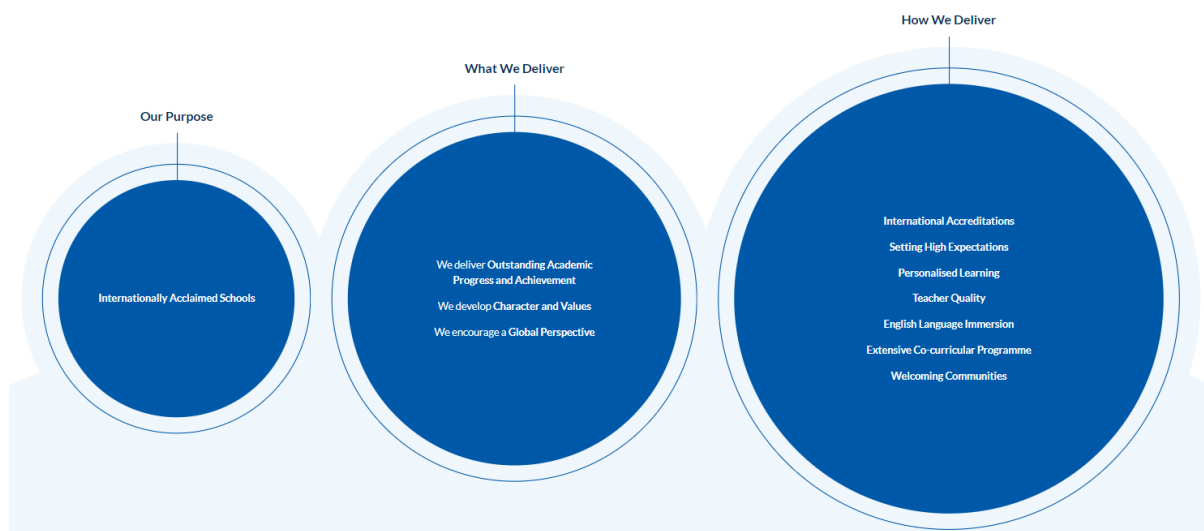 Our Purpose
Internationally Acclaimed Schools
What We Deliver
We deliver Outstanding Academic
Progress and Achievement
We develop Character and Values
We encourage a Global Perspective
How We Deliver
International Accreditations
Setting High Expectations
Personalised Learning
Teacher Quality
English Language Immersion
Extensive Co-curricular Programme
Welcoming Communities